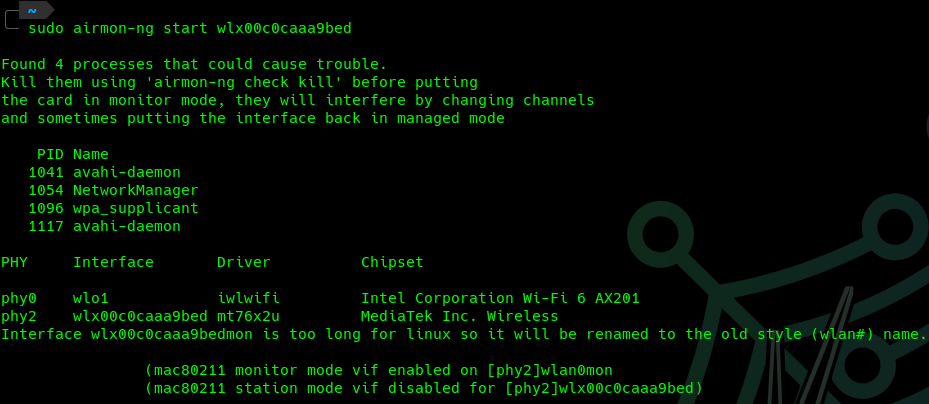 ~
sudo airmon-ng start wlx00c0caaa9bed
Found 4 processes that could cause trouble.
Kill them using 'airmon-ng check kill' before putting
the card in monitor mode, they will interfere by changing channels
and sometimes putting the interface back in managed mode
PID Name
1041 avahi-daemon
1054 NetworkManager
1096 wpa_supplicant
1117 avahi-daemon
PHY Interface Driver Chipset
phy0 wlo1 iwlwifi Intel Corporation Wi-Fi 6 AX201
phy2 wlx00c0caaa9bed mt76x2u MediaTek Inc. Wireless
Interface wlx00c0caaa9bedmon is too long for linux so it will be renamed to the old style (wlan#) name.
(mac80211 monitor mode vif enabled on [phy2]wlan0mon
(mac80211 station mode vif disabled for [phy2]wlx00c0caaa9bed)